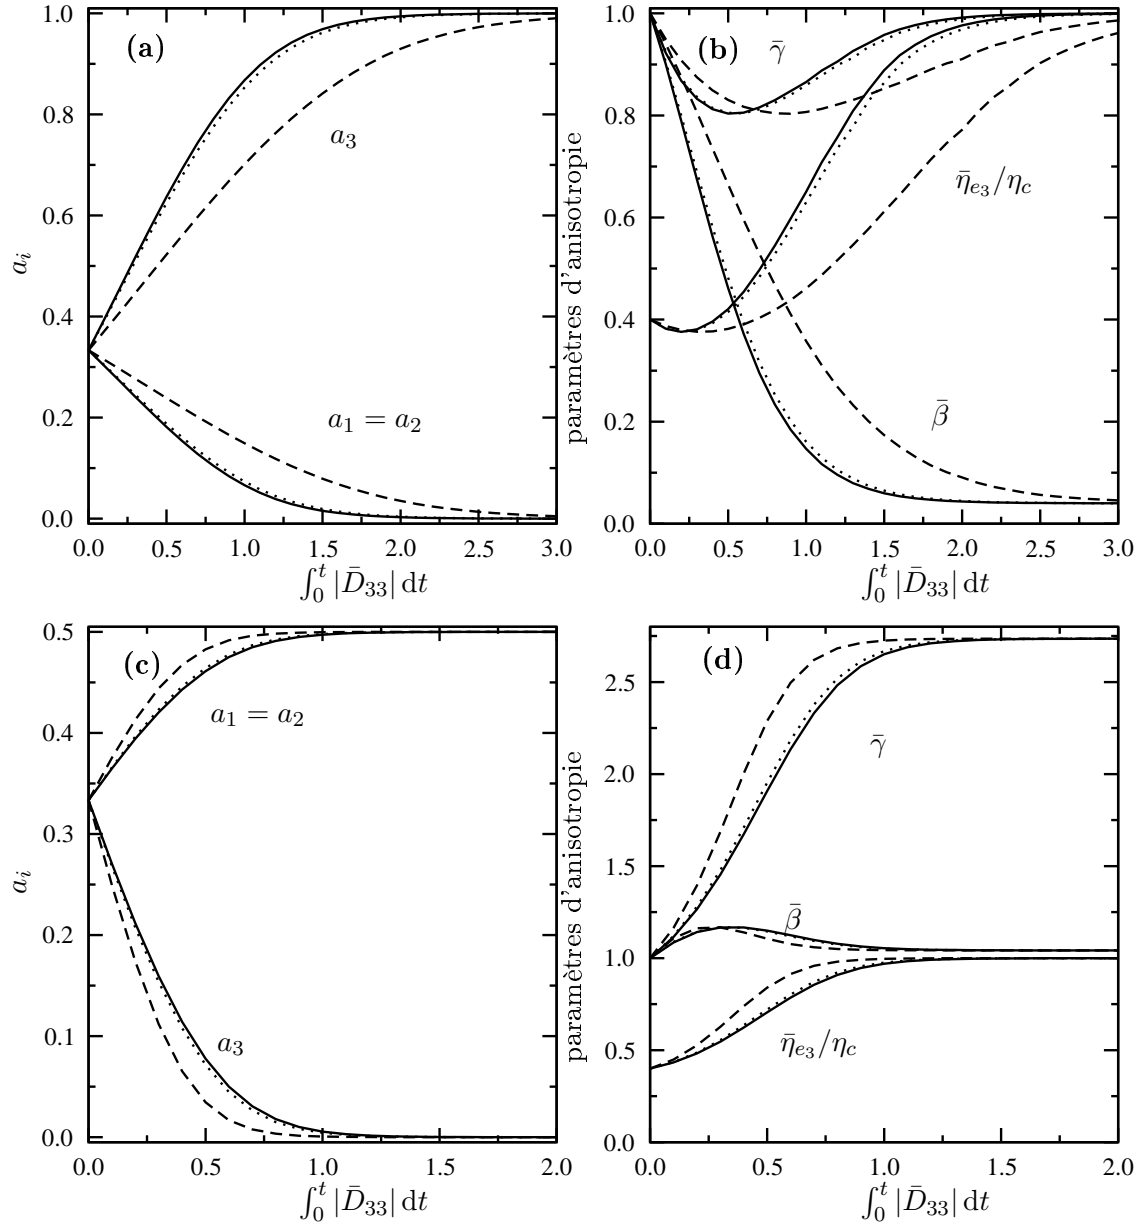 (a)
a_i
1.0
0.8
0.6
0.4
0.2
0.0
a_3
a_1 = a_2
0.0 0.5 1.0 1.5 2.0 2.5 3.0
∫_0^t |D̄_33| dt
(b)
paramètres d'anisotropie
1.0
0.8
0.6
0.4
0.2
0.0
γ̄
η̄_{e_3}/η_c
β̄
0.0 0.5 1.0 1.5 2.0 2.5 3.0
∫_0^t |D̄_33| dt
(c)
a_i
0.5
0.4
0.3
0.2
0.1
0.0
a_1 = a_2
a_3
0.0 0.5 1.0 1.5 2.0
∫_0^t |D̄_33| dt
(d)
paramètres d'anisotropie
2.5
2.0
1.5
1.0
0.5
0.0
γ̄
β̄
η̄_{e_3}/η_c
0.0 0.5 1.0 1.5 2.0
∫_0^t |D̄_33| dt